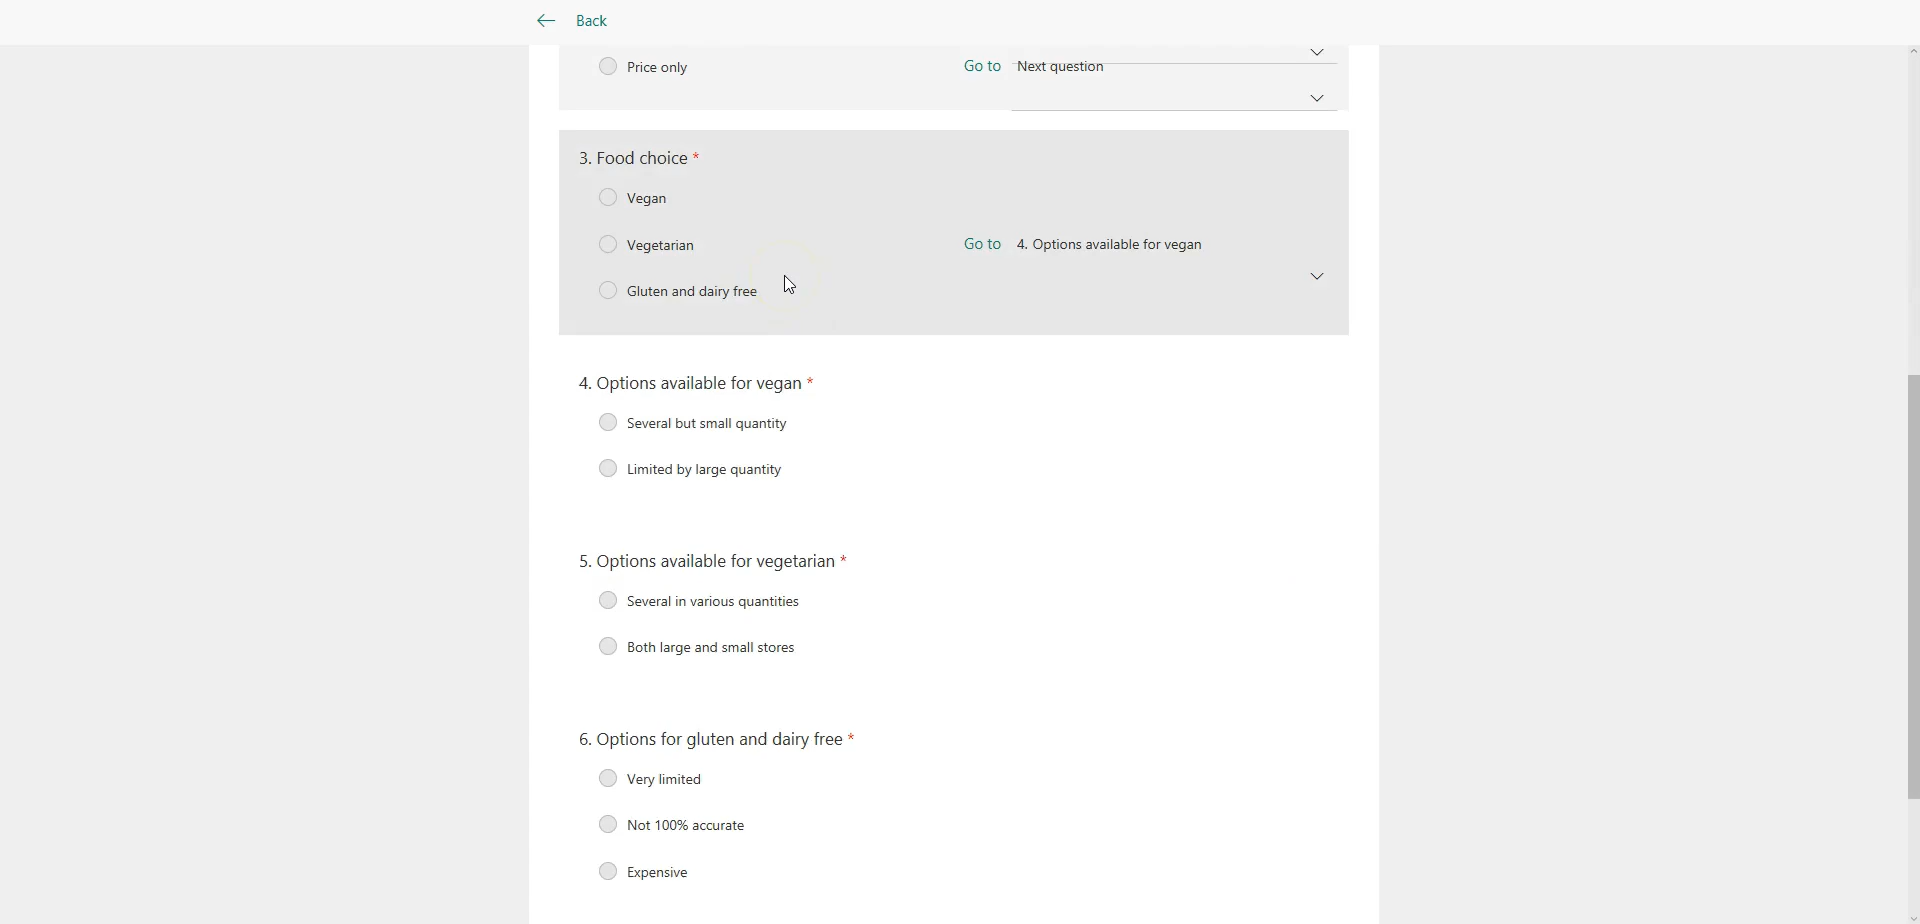 Back
Price only Go to Next question
3. Food choice *
Vegan
Vegetarian Go to 4. Options available for vegan
Gluten and dairy free
4. Options available for vegan *
Several but small quantity
Limited by large quantity
5. Options available for vegetarian *
Several in various quantities
Both large and small stores
6. Options for gluten and dairy free *
Very limited
Not 100% accurate
Expensive